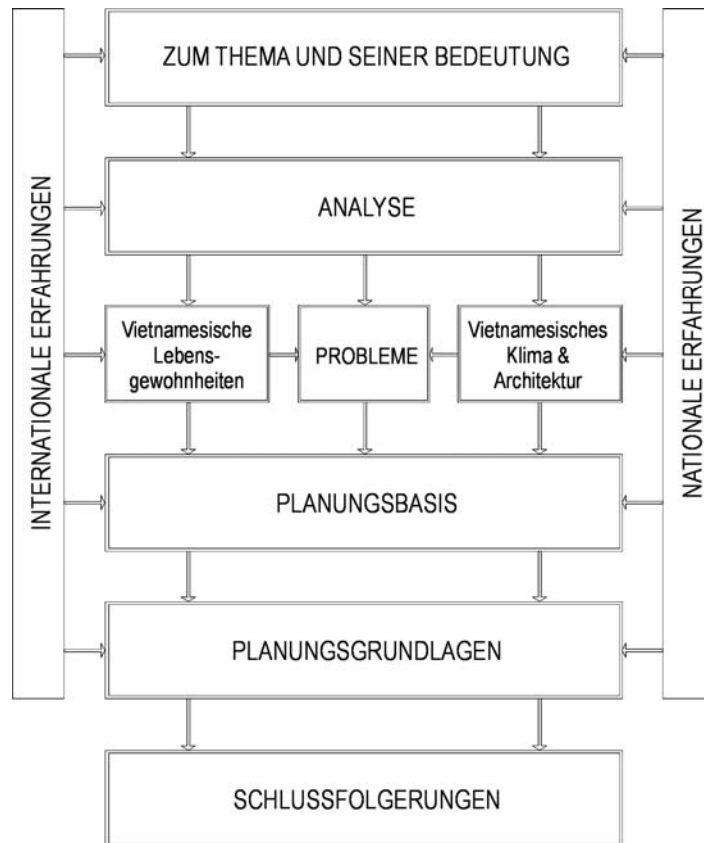 ZUM THEMA UND SEINER BEDEUTUNG
INTERNATIONALE ERFAHRUNGEN
NATIONALE ERFAHRUNGEN
ANALYSE
Vietnamesische
Lebens-
gewohnheiten
PROBLEME
Vietnamesisches
Klima &
Architektur
PLANUNGSBASIS
PLANUNGSGRUNDLAGEN
SCHLUSSFOLGERUNGEN